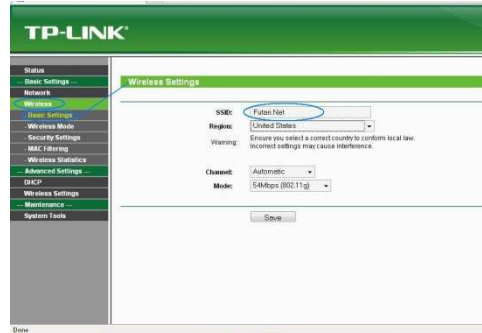 TP-LINK
Status
--- Basic Settings ---
Network
Wireless
- Basic Settings
- Wireless Mode
- Security Settings
- MAC Filtering
- Wireless Statistics
--- Advanced Settings ---
DHCP
Wireless Settings
--- Maintenance ---
System Tools
Wireless Settings
SSID: Futari.Net
Region: United States
Warning: Ensure you select a correct country to conform local law.
Incorrect settings may cause interference.
Channel: Automatic
Mode: 54Mbps (802.11g)
Save
Done